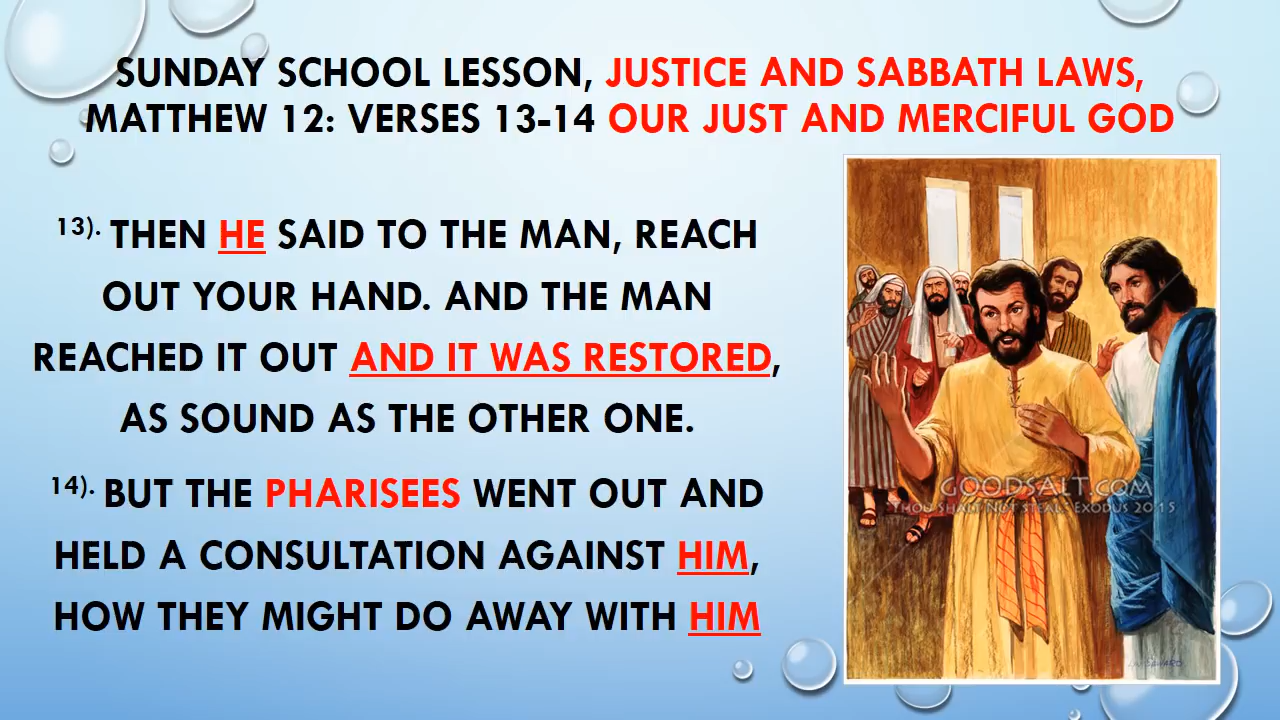 SUNDAY SCHOOL LESSON, JUSTICE AND SABBATH LAWS,
MATTHEW 12: VERSES 13-14 OUR JUST AND MERCIFUL GOD
13). THEN HE SAID TO THE MAN, REACH
OUT YOUR HAND. AND THE MAN
REACHED IT OUT AND IT WAS RESTORED,
AS SOUND AS THE OTHER ONE.
14). BUT THE PHARISEES WENT OUT AND
HELD A CONSULTATION AGAINST HIM,
HOW THEY MIGHT DO AWAY WITH HIM
GOODSALT.COM
"THOU SHALT NOT STEAL" EXODUS 20:15